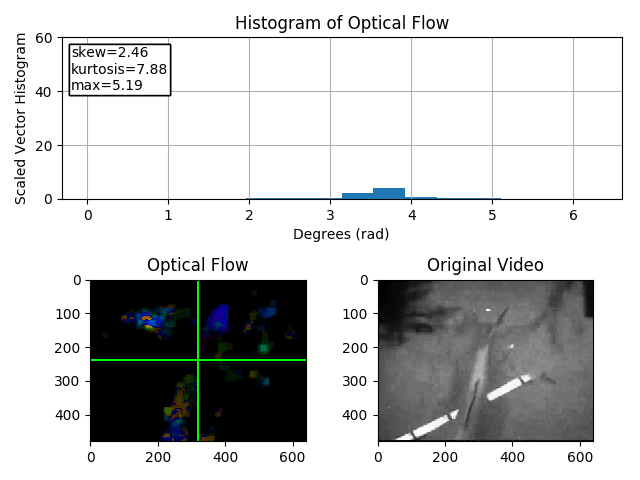 Histogram of Optical Flow
Scaled Vector Histogram
60
40
20
0
skew=2.46
kurtosis=7.88
max=5.19
0 1 2 3 4 5 6
Degrees (rad)
Optical Flow
0
100
200
300
400
0 200 400 600
Original Video
0
100
200
300
400
0 200 400 600